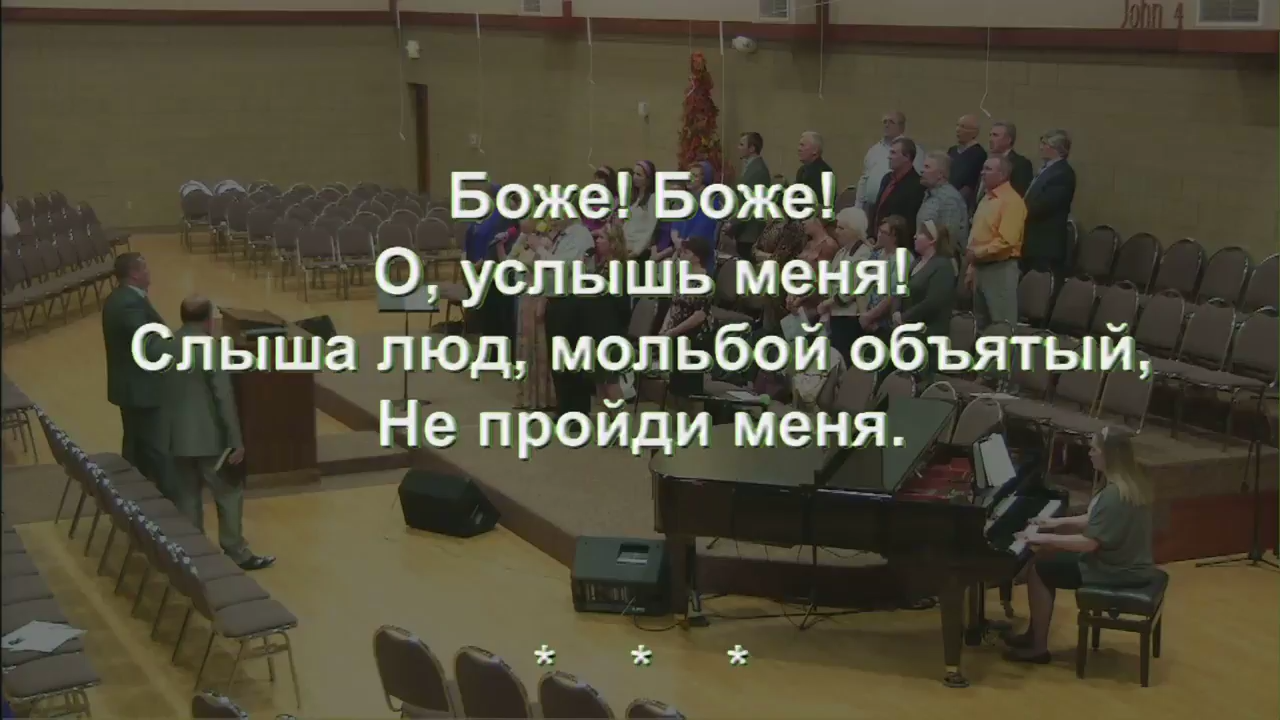 John 4
Боже! Боже!
О, услышь меня!
Слыша люд, мольбой объятый,
Не пройди меня.
* * *